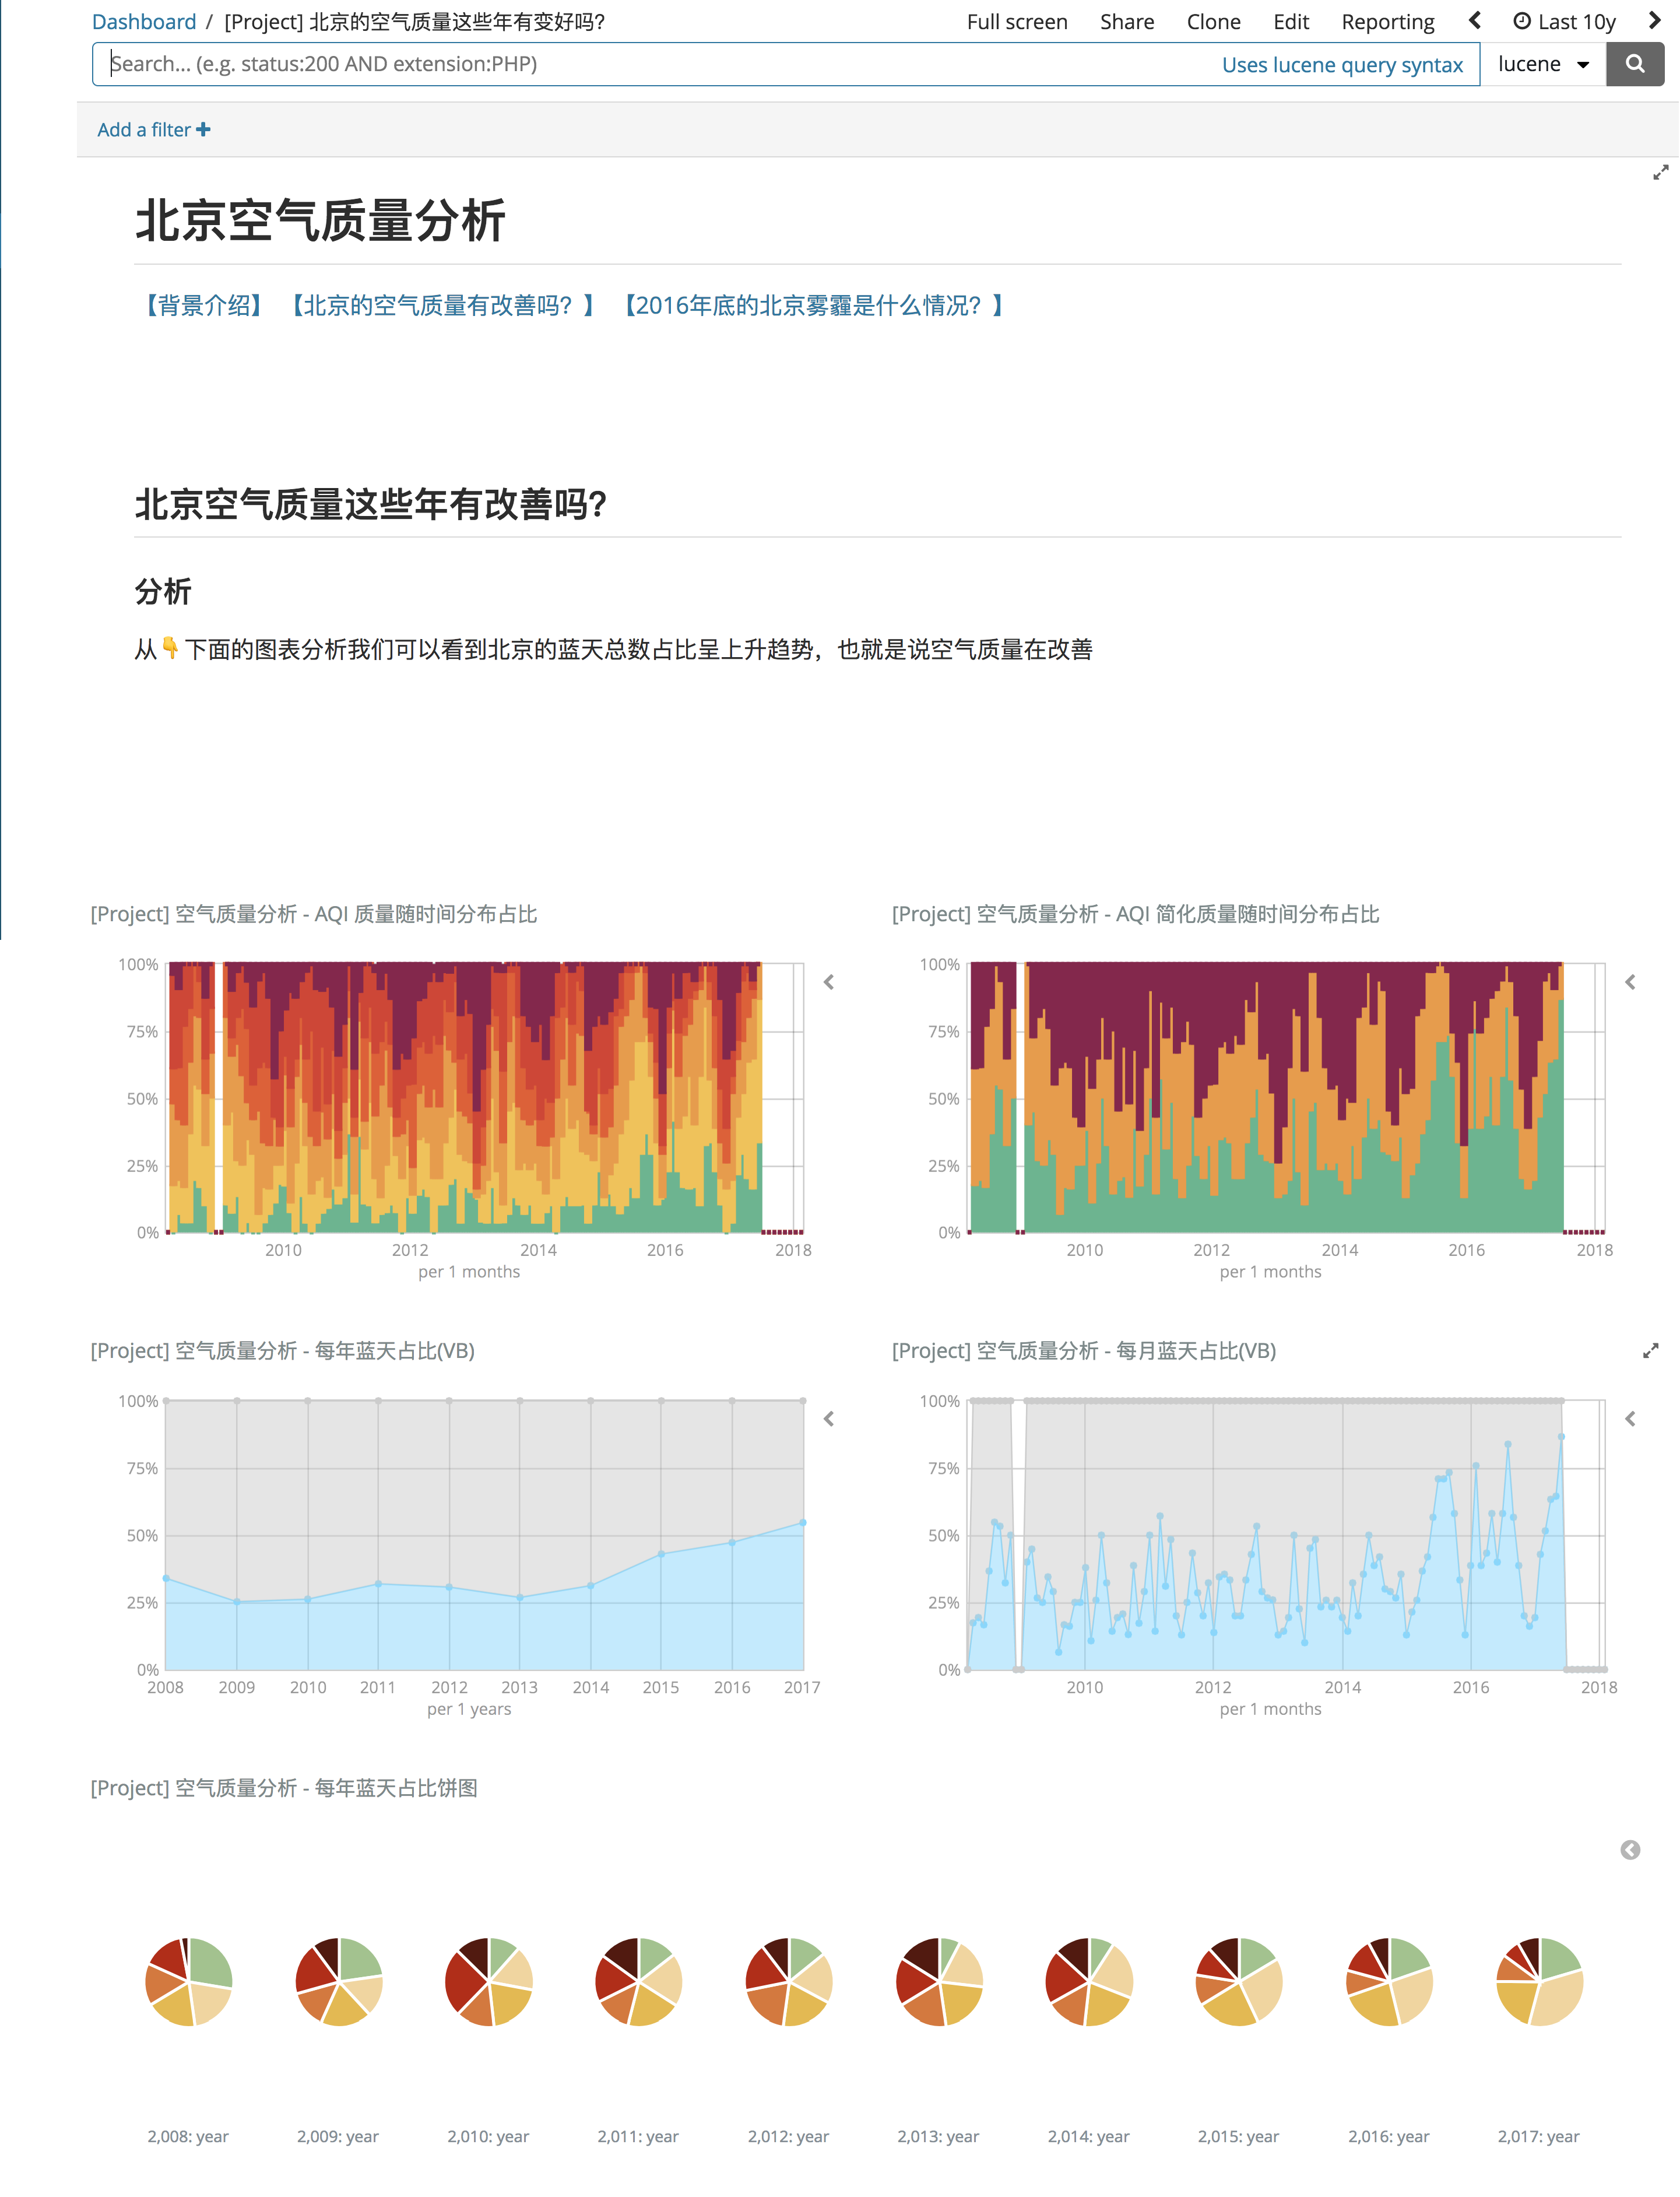 Dashboard / [Project] 北京的空气质量这些年有变好吗?
Full screen Share Clone Edit Reporting Last 10y
Search... (e.g. status:200 AND extension:PHP) Uses lucene query syntax lucene
Add a filter
北京空气质量分析
【背景介绍】 【北京的空气质量有改善吗？】 【2016年底的北京雾霾是什么情况？】
北京空气质量这些年有改善吗?
分析
从👇下面的图表分析我们可以看到北京的蓝天总数占比呈上升趋势，也就是说空气质量在改善
[Project] 空气质量分析 - AQI 质量随时间分布占比
100%
75%
50%
25%
0%
2010 2012 2014 2016 2018
per 1 months
[Project] 空气质量分析 - AQI 简化质量随时间分布占比
100%
75%
50%
25%
0%
2010 2012 2014 2016 2018
per 1 months
[Project] 空气质量分析 - 每年蓝天占比(VB)
100%
75%
50%
25%
0%
2008 2009 2010 2011 2012 2013 2014 2015 2016 2017
per 1 years
[Project] 空气质量分析 - 每月蓝天占比(VB)
100%
75%
50%
25%
0%
2010 2012 2014 2016 2018
per 1 months
[Project] 空气质量分析 - 每年蓝天占比饼图
2,008: year 2,009: year 2,010: year 2,011: year 2,012: year 2,013: year 2,014: year 2,015: year 2,016: year 2,017: year